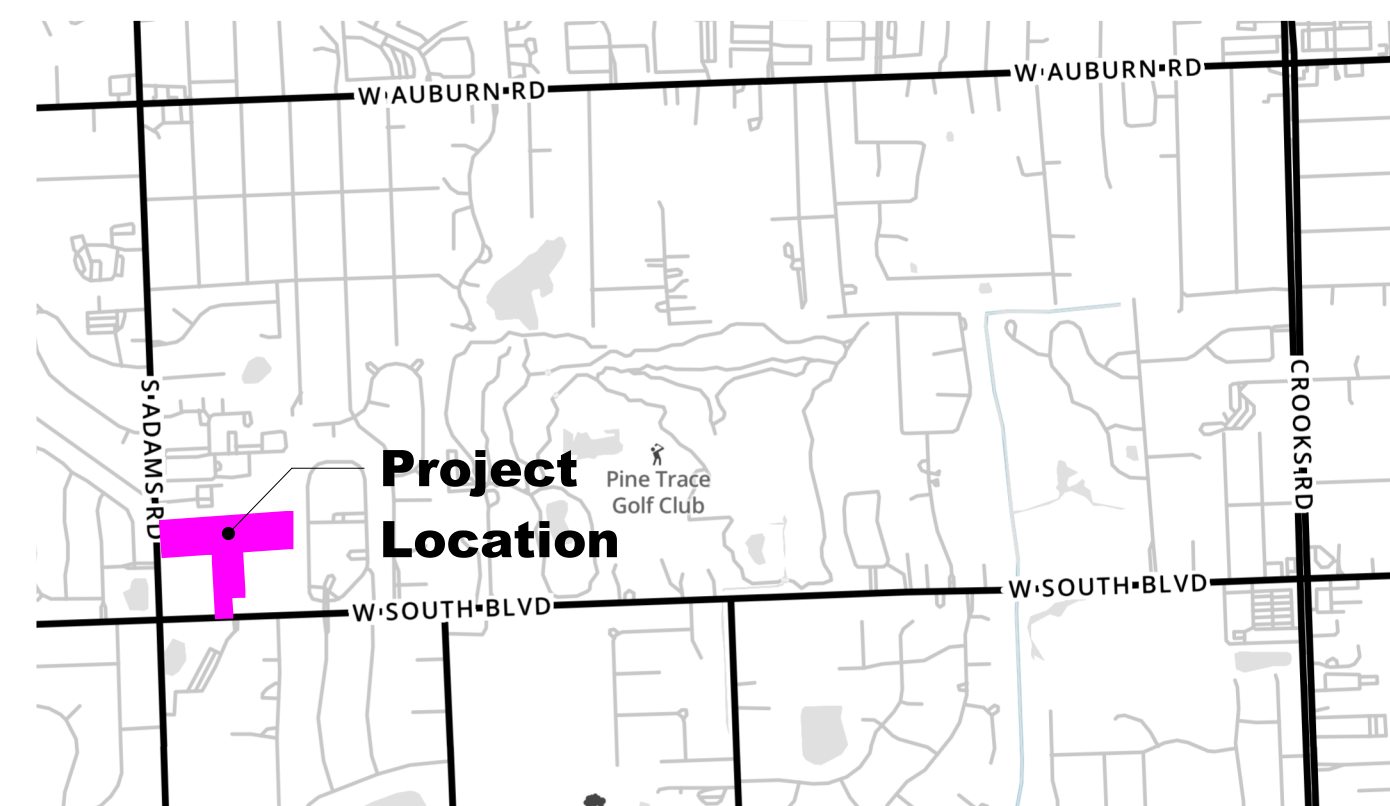 W AUBURN RD
W AUBURN RD
S ADAMS RD
CROOKS RD
Project
Location
Pine Trace
Golf Club
W SOUTH BLVD
W SOUTH BLVD